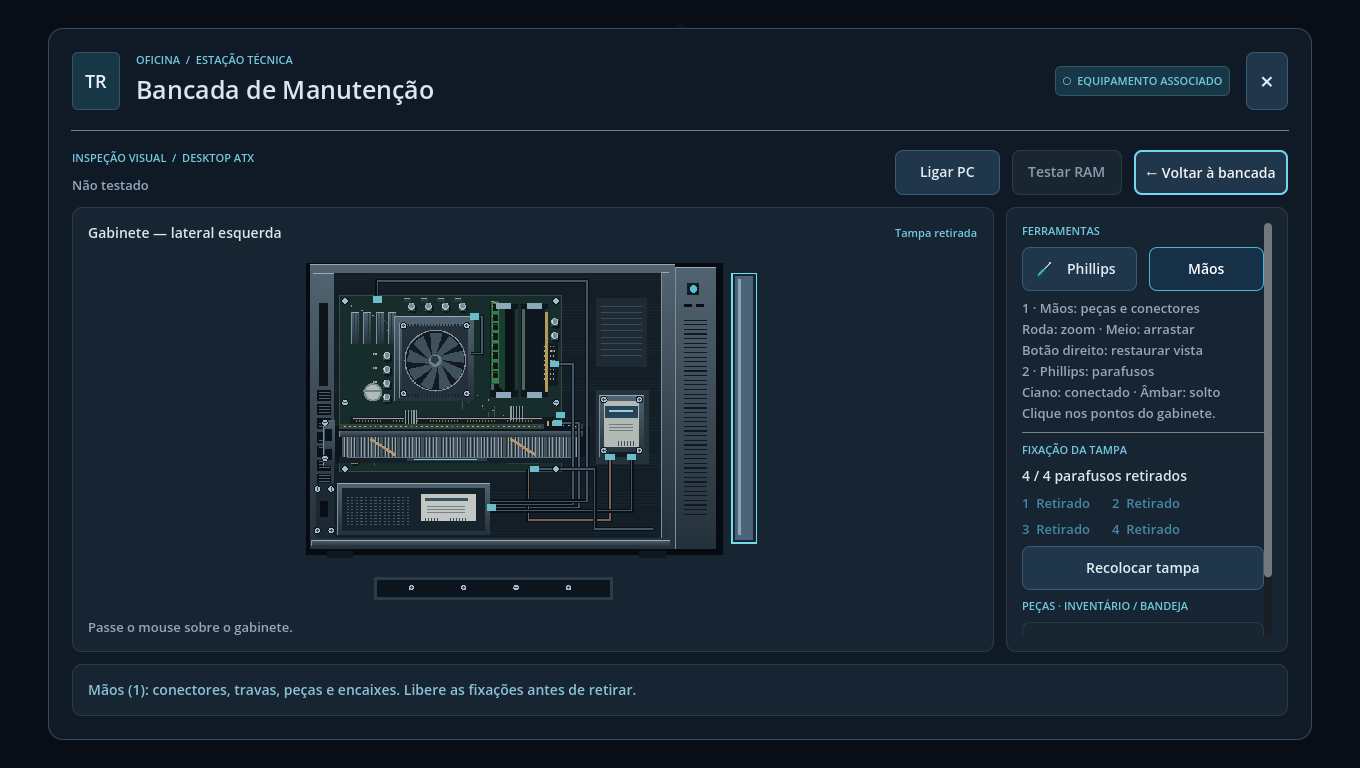 TR
OFICINA / ESTAÇÃO TÉCNICA
Bancada de Manutenção
EQUIPAMENTO ASSOCIADO
×
INSPEÇÃO VISUAL / DESKTOP ATX
Não testado
Ligar PC
Testar RAM
← Voltar à bancada
Gabinete — lateral esquerda
Tampa retirada
Passe o mouse sobre o gabinete.
FERRAMENTAS
Phillips
Mãos
1 · Mãos: peças e conectores
Roda: zoom · Meio: arrastar
Botão direito: restaurar vista
2 · Phillips: parafusos
Ciano: conectado · Âmbar: solto
Clique nos pontos do gabinete.
FIXAÇÃO DA TAMPA
4 / 4 parafusos retirados
1 Retirado
2 Retirado
3 Retirado
4 Retirado
Recolocar tampa
PEÇAS · INVENTÁRIO / BANDEJA
Mãos (1): conectores, travas, peças e encaixes. Libere as fixações antes de retirar.